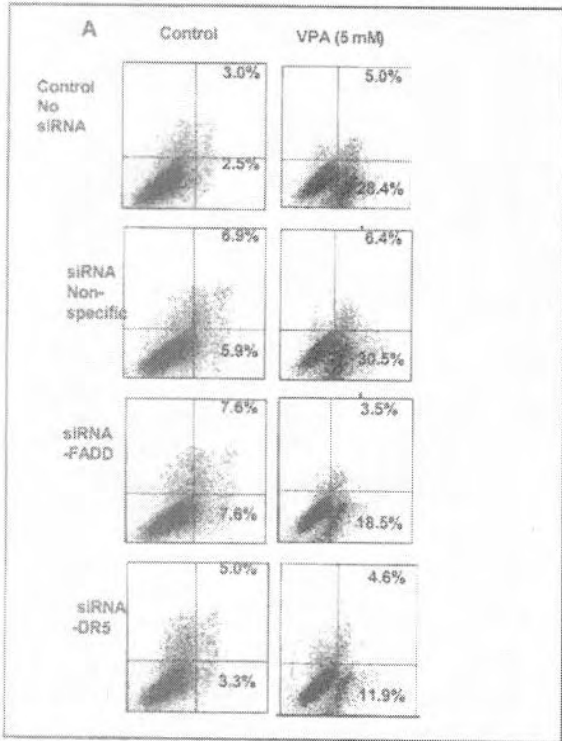 A
Control
VPA (5 mM)
Control
No
siRNA
3.0%
2.5%
5.0%
28.4%
siRNA
Non-
specific
6.9%
5.9%
6.4%
30.5%
siRNA
-FADD
7.6%
7.6%
3.5%
18.5%
siRNA
-DR5
5.0%
3.3%
4.6%
11.9%